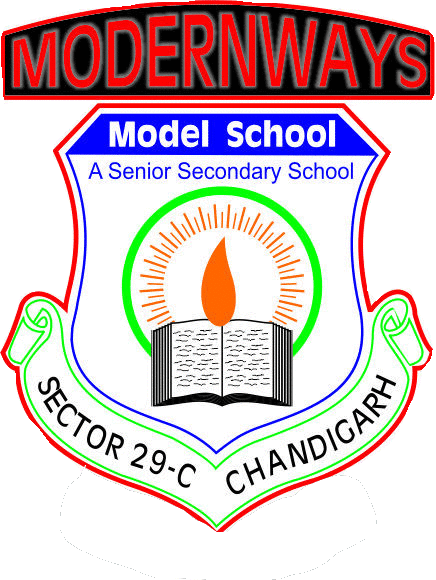 MODERNWAYS
Model School
A Senior Secondary School
SECTOR 29-C CHANDIGARH